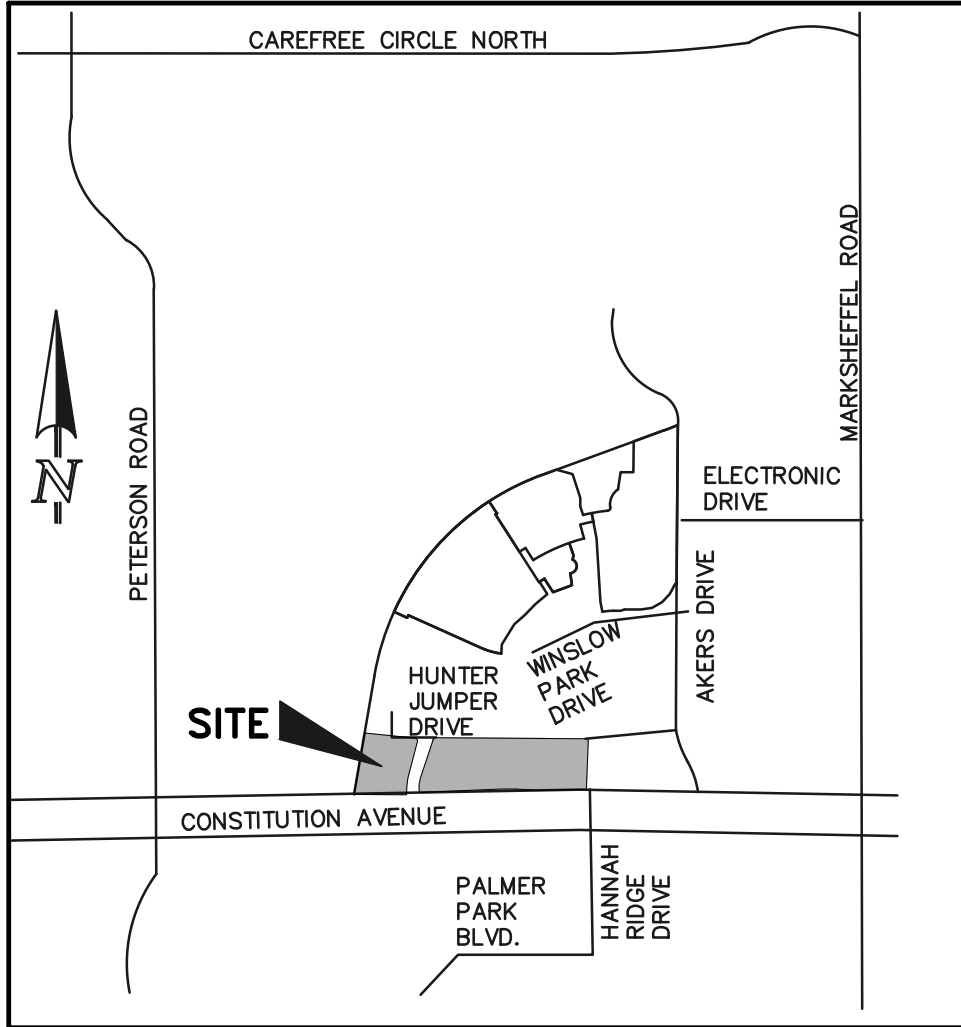 CAREFREE CIRCLE NORTH
MARKSHEFFEL ROAD
PETERSON ROAD
N
ELECTRONIC
DRIVE
AKERS DRIVE
WINSLOW
PARK
DRIVE
HUNTER
JUMPER
DRIVE
SITE
CONSTITUTION AVENUE
PALMER
PARK
BLVD.
HANNAH
RIDGE
DRIVE